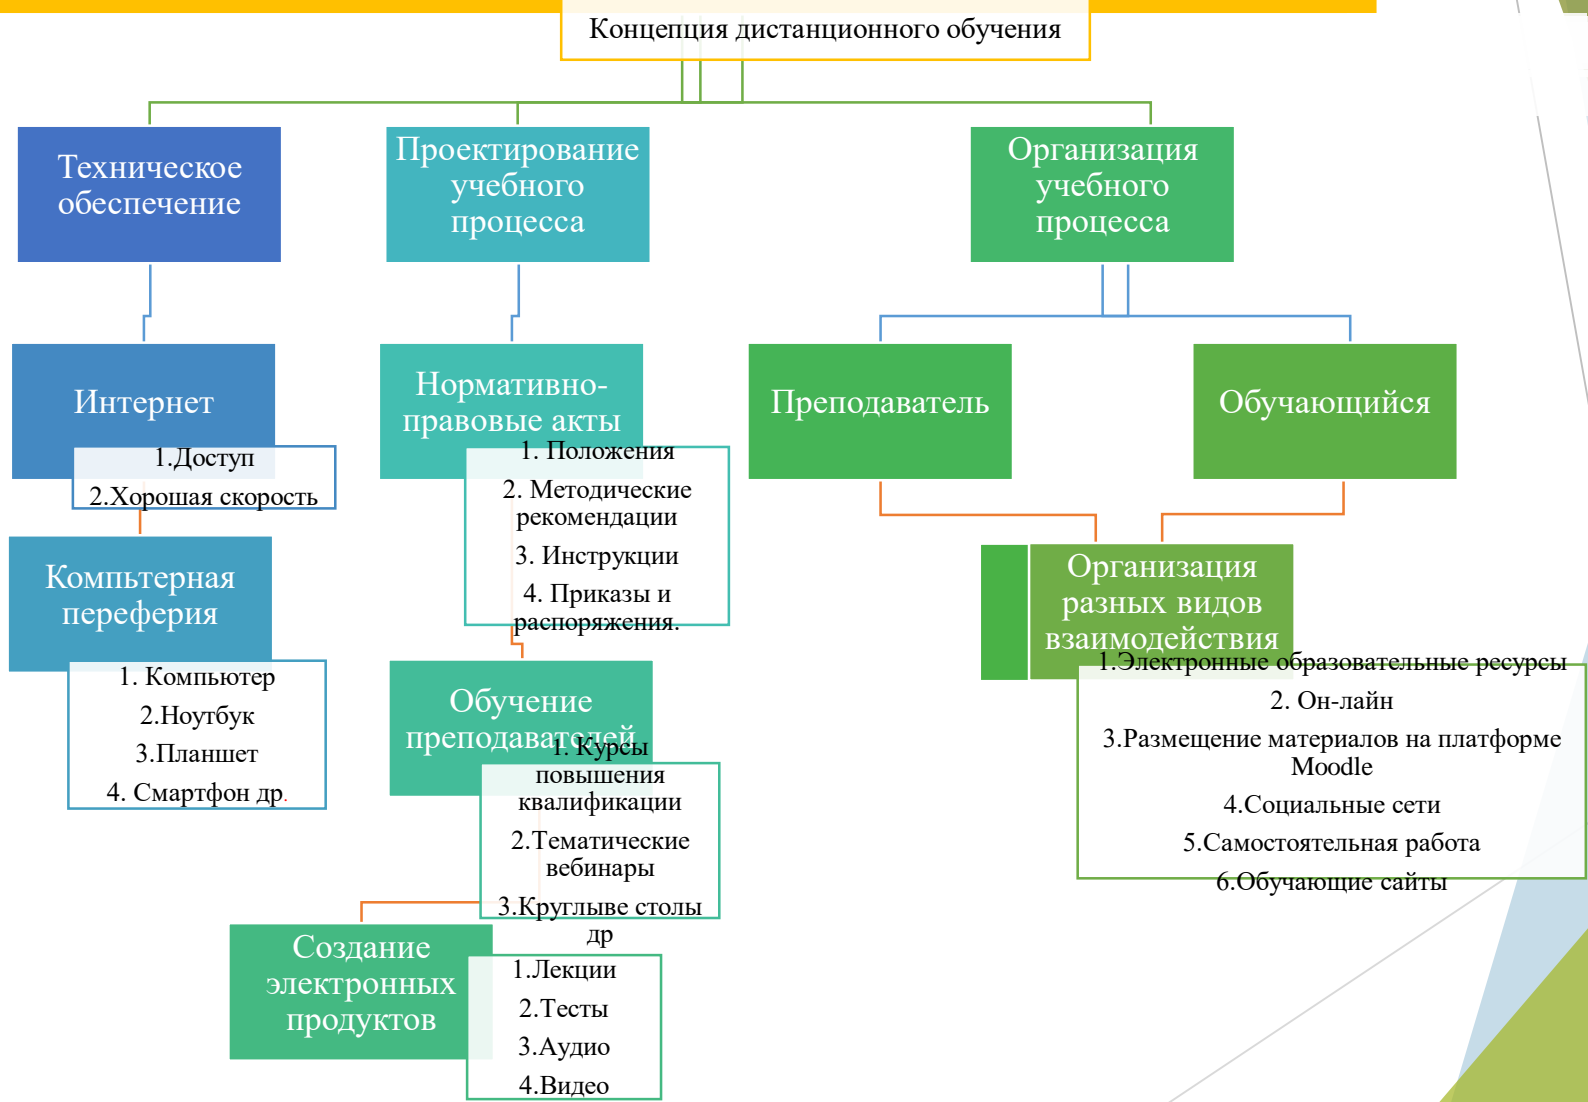 Концепция дистанционного обучения
Техническое
обеспечение
Проектирование
учебного
процесса
Организация
учебного
процесса
Интернет
1.Доступ
2.Хорошая скорость
Нормативно-
правовые акты
1. Положения
2. Методические
рекомендации
3. Инструкции
4. Приказы и
распоряжения.
Преподаватель
Обучающийся
Компьтерная
переферия
1. Компьютер
2.Ноутбук
3.Планшет
4. Смартфон др.
Обучение
преподавателей
1. Курсы
повышения
квалификации
2.Тематические
вебинары
3.Круглыве столы
др
Организация
разных видов
взаимодействия
1.Электронные образовательные ресурсы
2. Он-лайн
3.Размещение материалов на платформе
Moodle
4.Социальные сети
5.Самостоятельная работа
6.Обучающие сайты
Создание
электронных
продуктов
1.Лекции
2.Тесты
3.Аудио
4.Видео